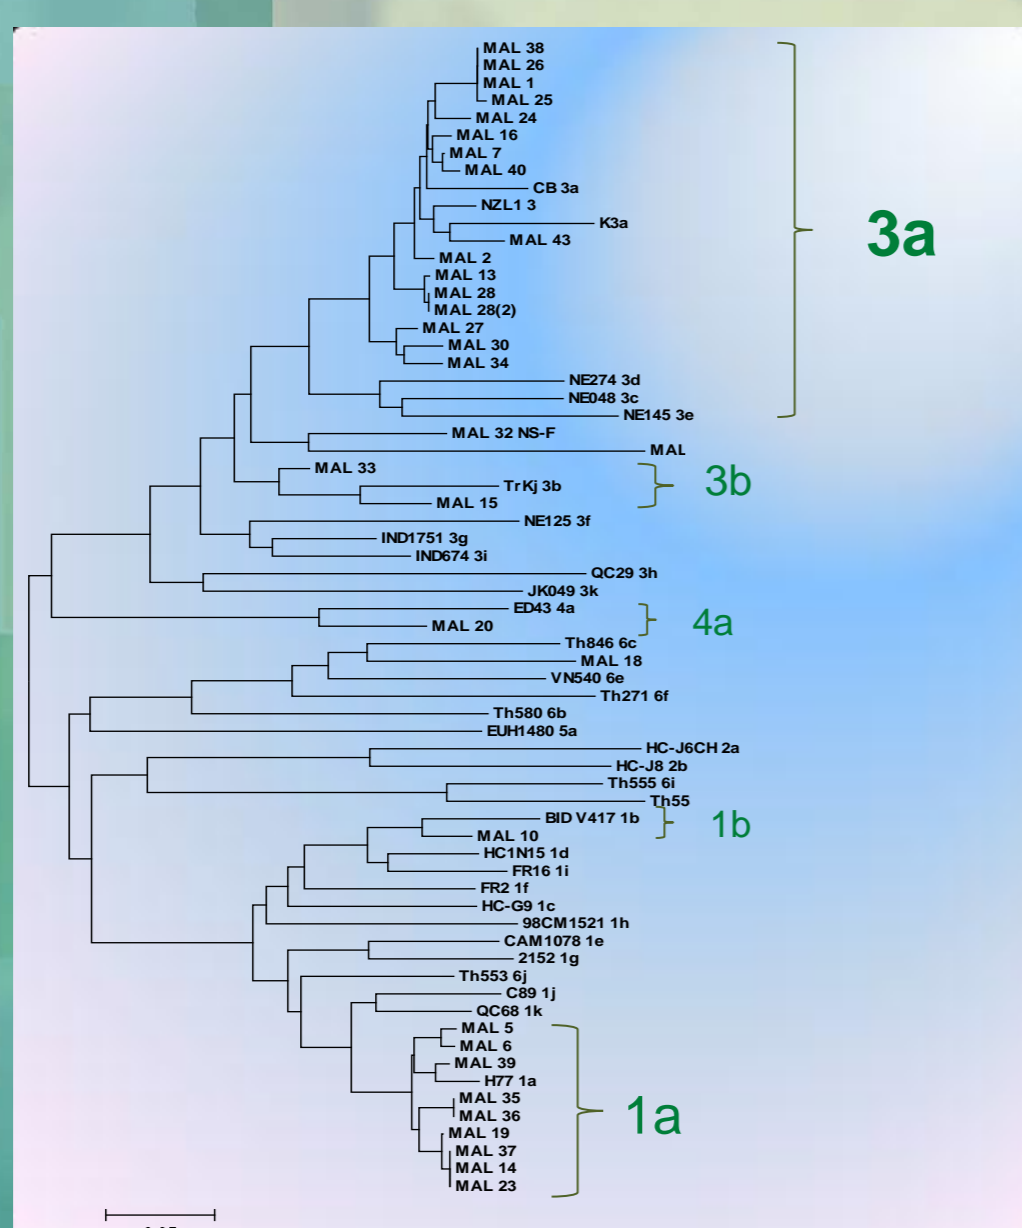 MAL 38
MAL 26
MAL 1
MAL 25
MAL 24
MAL 16
MAL 7
MAL 40
CB 3a
NZL1 3
K3a
3a
MAL 43
MAL 2
MAL 13
MAL 28
MAL 28(2)
MAL 27
MAL 30
MAL 34
NE274 3d
NE048 3c
NE145 3e
MAL 32 NS-F
MAL
MAL 33
TrKj 3b
3b
MAL 15
NE125 3f
IND1751 3g
IND674 3i
QC29 3h
JK049 3k
ED43 4a
4a
MAL 20
Th846 6c
MAL 18
VN540 6e
Th271 6f
Th580 6b
EUH1480 5a
HC-J6CH 2a
HC-J8 2b
Th555 6i
Th55
BID V417 1b
1b
MAL 10
HC1N15 1d
FR16 1i
FR2 1f
HC-G9 1c
98CM1521 1h
CAM1078 1e
2152 1g
Th553 6j
C89 1j
QC68 1k
MAL 5
MAL 6
MAL 39
H77 1a
MAL 35
MAL 36
1a
MAL 19
MAL 37
MAL 14
MAL 23